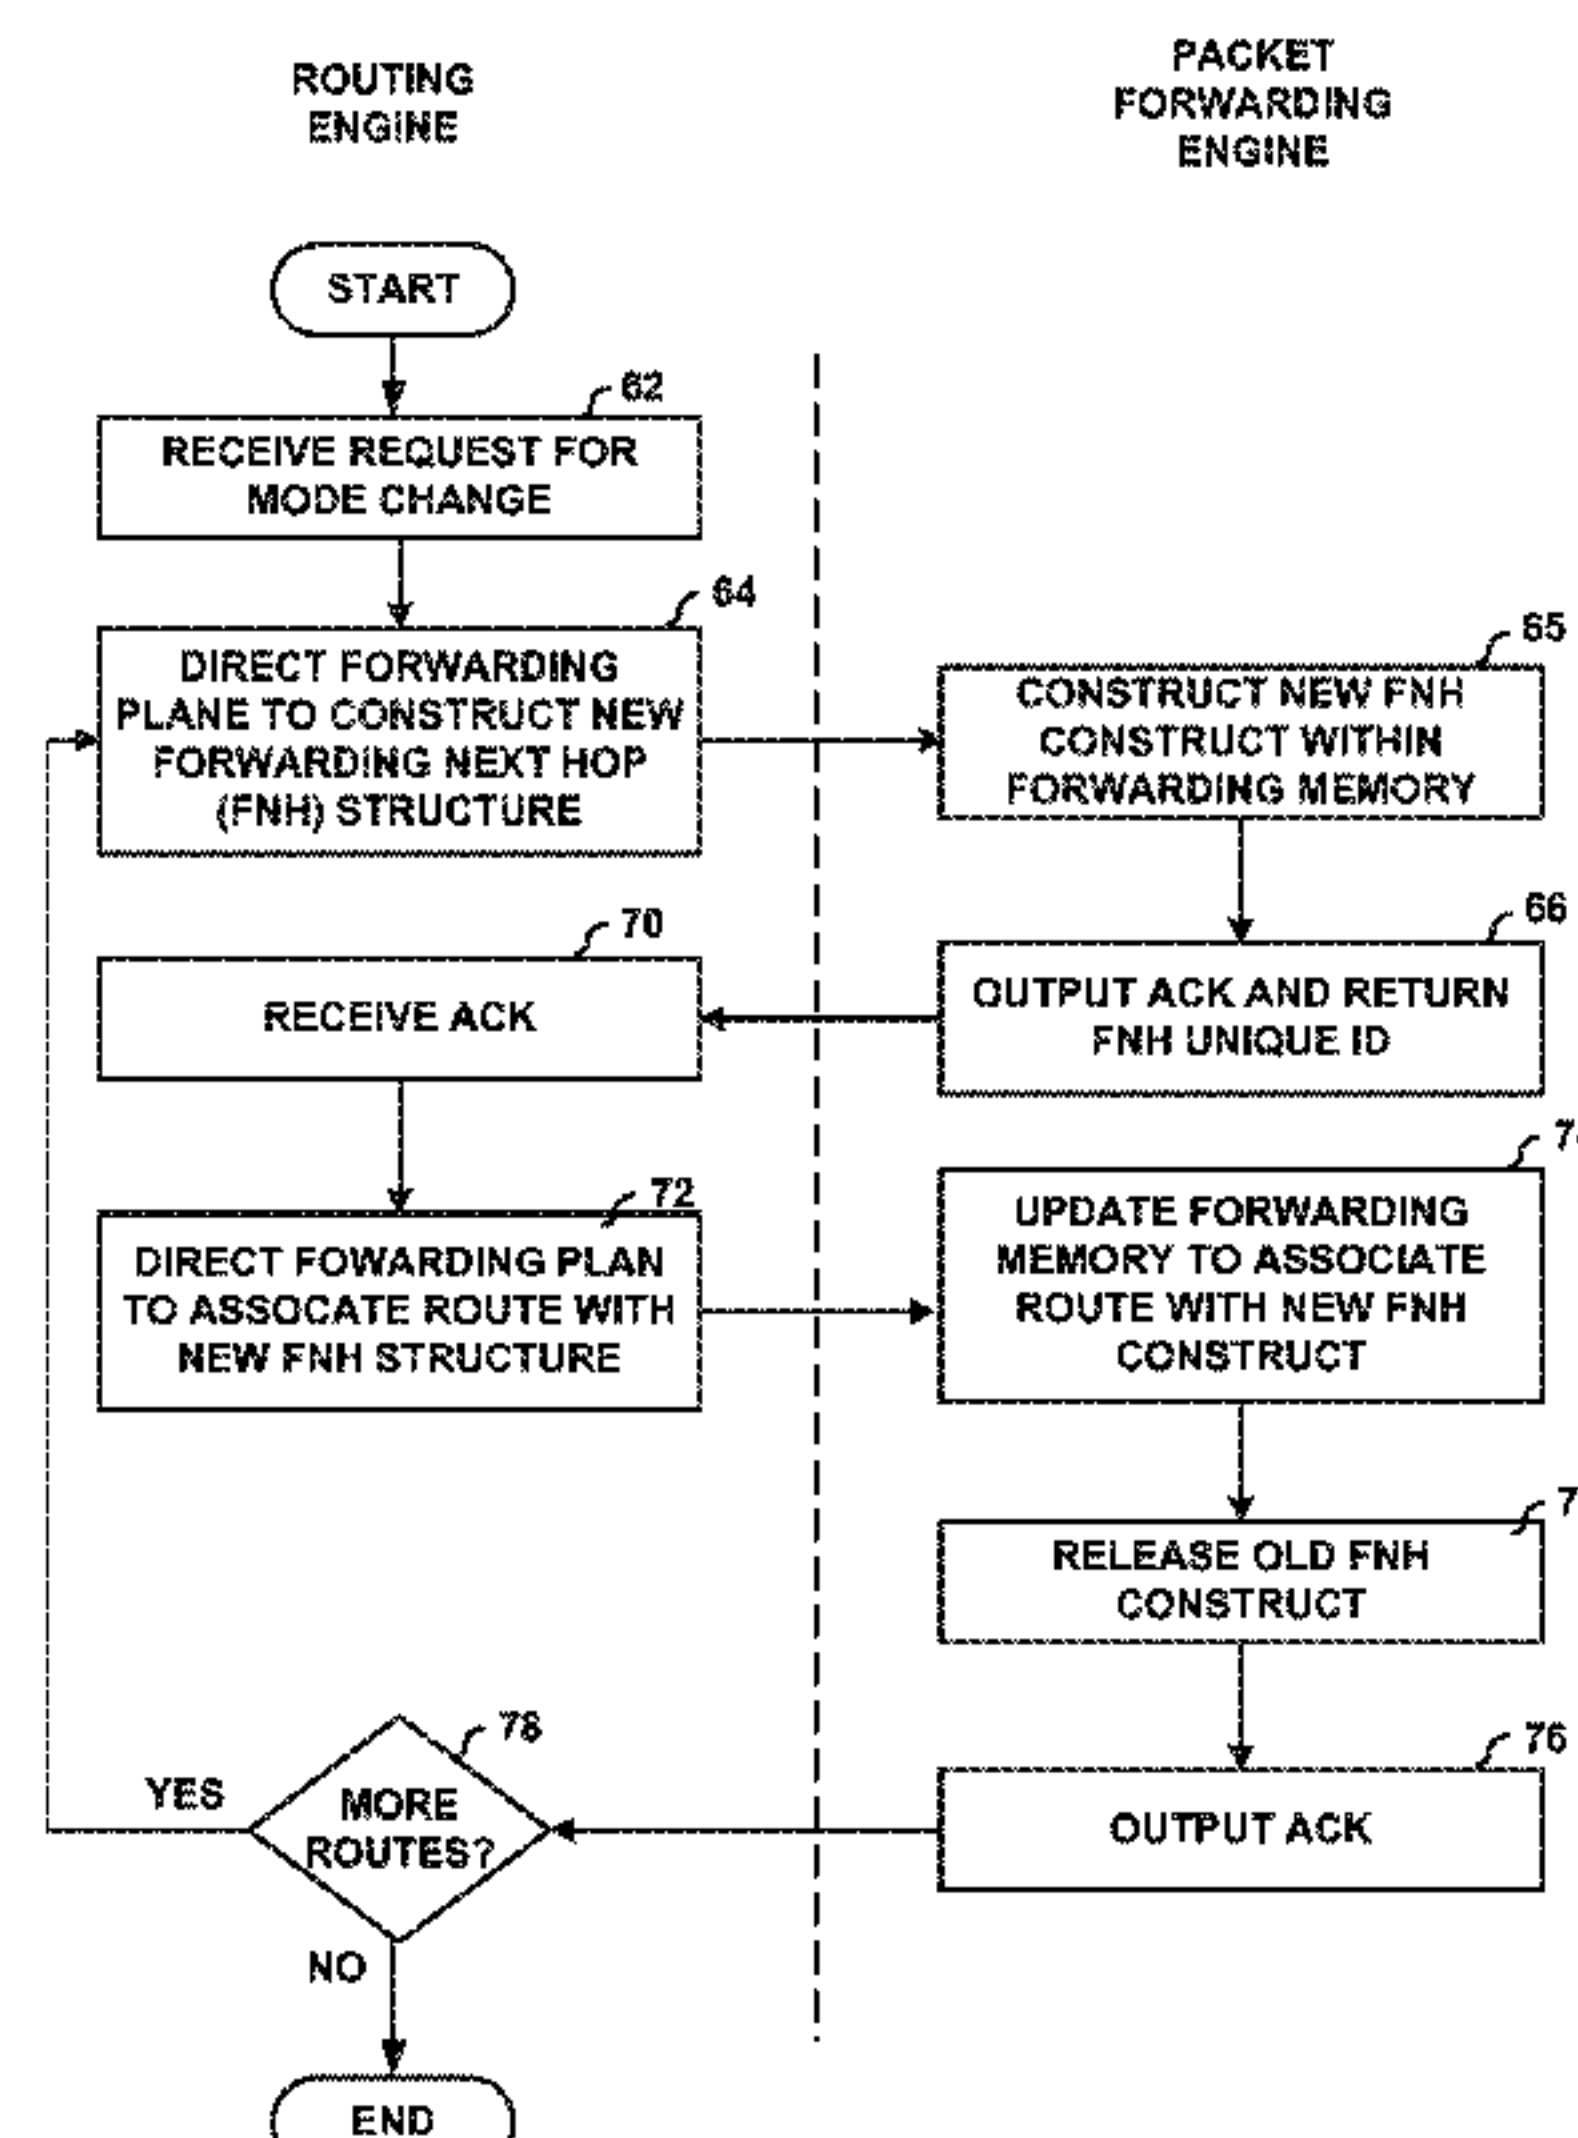 ROUTING
ENGINE
PACKET
FORWARDING
ENGINE
START
62
RECEIVE REQUEST FOR
MODE CHANGE
64
DIRECT FORWARDING
PLANE TO CONSTRUCT NEW
FORWARDING NEXT HOP
(FNH) STRUCTURE
65
CONSTRUCT NEW FNH
CONSTRUCT WITHIN
FORWARDING MEMORY
66
OUTPUT ACK AND RETURN
FNH UNIQUE ID
70
RECEIVE ACK
72
DIRECT FOWARDING PLAN
TO ASSOCATE ROUTE WITH
NEW FNH STRUCTURE
UPDATE FORWARDING
MEMORY TO ASSOCIATE
ROUTE WITH NEW FNH
CONSTRUCT
RELEASE OLD FNH
CONSTRUCT
76
OUTPUT ACK
78
MORE
ROUTES?
YES
NO
END